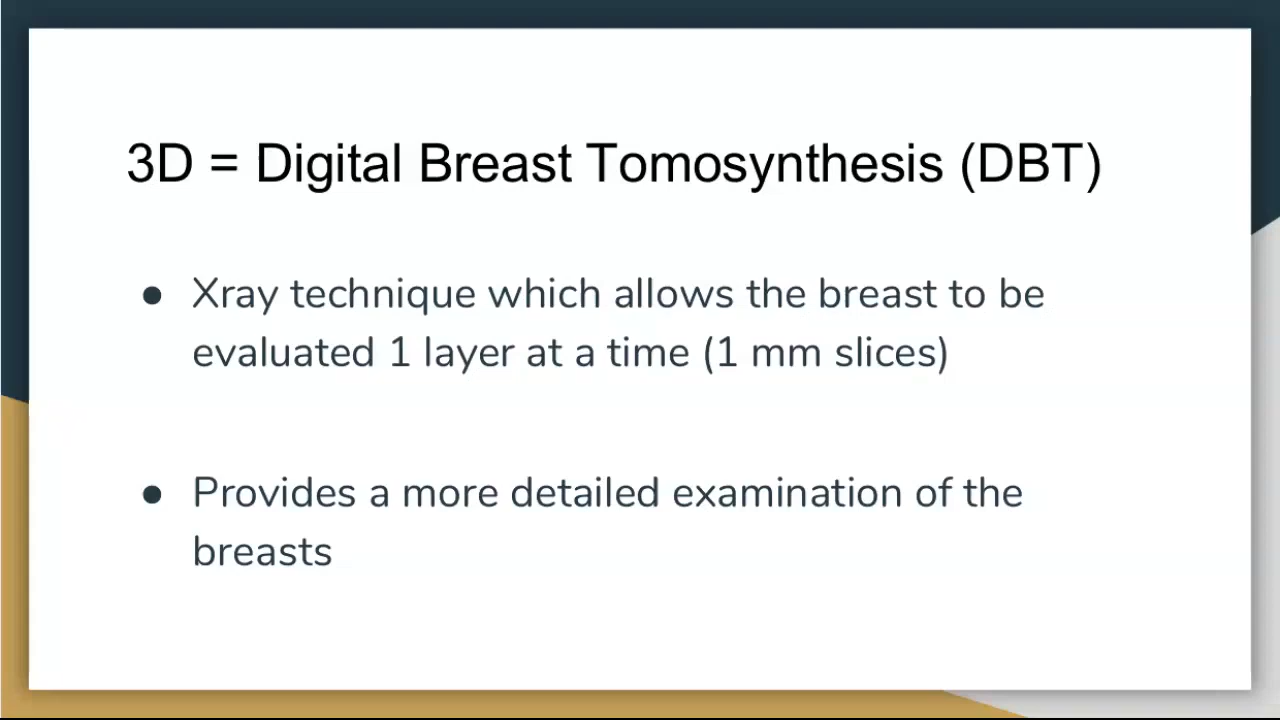 3D = Digital Breast Tomosynthesis (DBT)
● Xray technique which allows the breast to be
evaluated 1 layer at a time (1 mm slices)
● Provides a more detailed examination of the
breasts